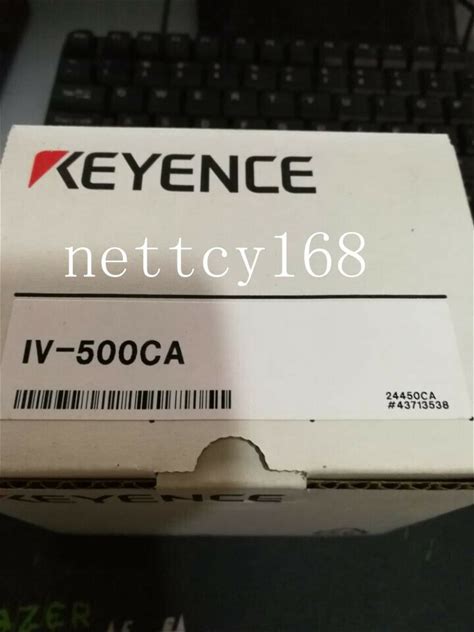 KEYENCE
nettcy168
IV-500CA
24450CA
#43713538
KEYENCE